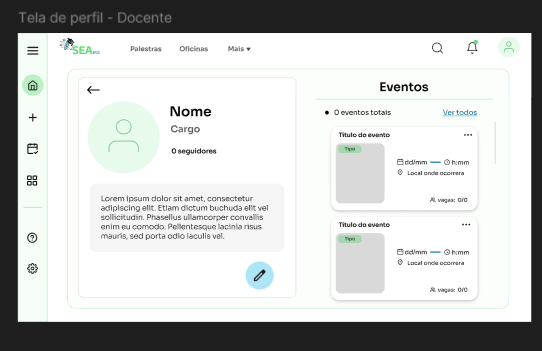 Tela de perfil - Docente
SEA
Palestras
Oficinas
Mais
Nome
Cargo
0 seguidores
Lorem ipsum dolor sit amet, consectetur
adipiscing elit. Etiam dictum buchuda elit vel
sollicitudin. Phasellus ullamcorper convallis
enim eu comodo. Pellentesque lacinia risus
mauris, sed porta odio iaculis vel.
Eventos
0 eventos totais
Ver todos
Título do evento
Tipo
dd/mm
h:mm
Local onde ocorrera
vagas: 0/0
Título do evento
Tipo
dd/mm
h:mm
Local onde ocorrera
vagas: 0/0